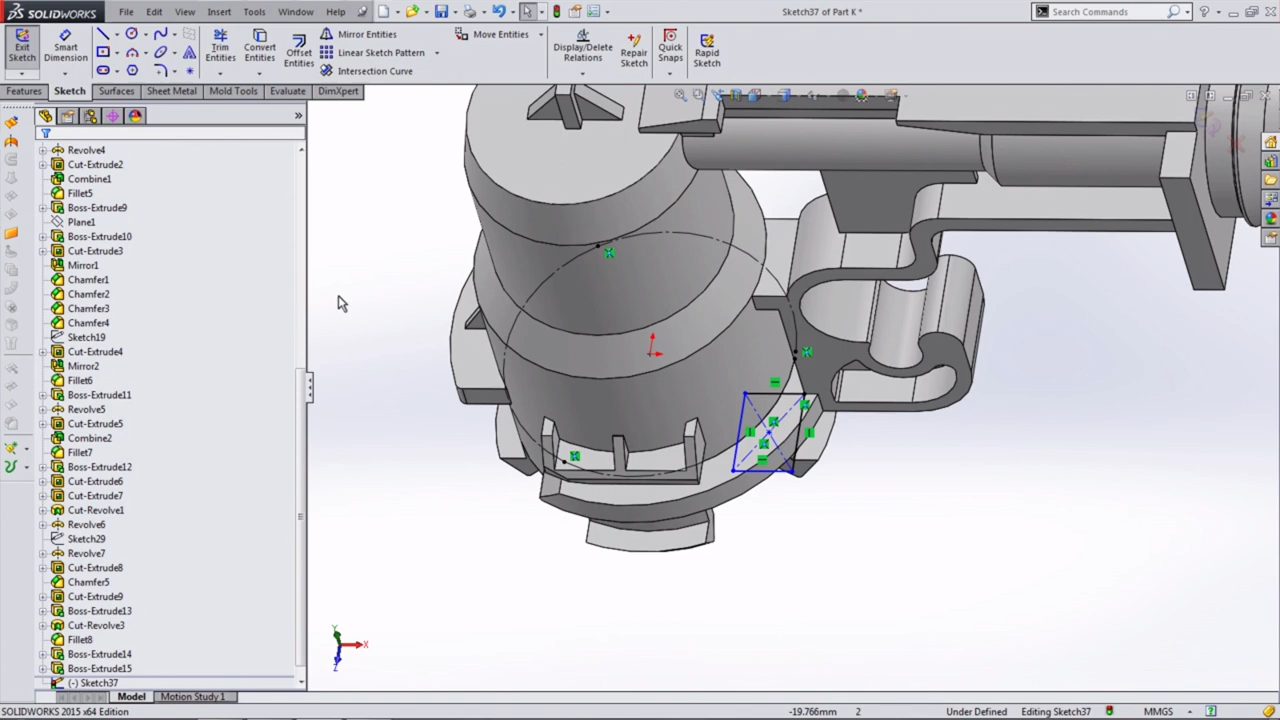 SOLIDWORKS File Edit View Insert Tools Window Help Sketch37 of Part K * Search Commands
Exit Sketch Smart Dimension Trim Entities Convert Entities Offset Entities Mirror Entities Move Entities Display/Delete Relations Repair Sketch Quick Snaps Rapid Sketch
Linear Sketch Pattern
Intersection Curve
Features Sketch Surfaces Sheet Metal Mold Tools Evaluate DimXpert
Revolve4
Cut-Extrude2
Combine1
Fillet5
Boss-Extrude9
Plane1
Boss-Extrude10
Cut-Extrude3
Mirror1
Chamfer1
Chamfer2
Chamfer3
Chamfer4
Sketch19
Cut-Extrude4
Mirror2
Fillet6
Boss-Extrude11
Revolve5
Cut-Extrude5
Combine2
Fillet7
Boss-Extrude12
Cut-Extrude6
Cut-Extrude7
Cut-Revolve1
Revolve6
Sketch29
Revolve7
Cut-Extrude8
Chamfer5
Cut-Extrude9
Boss-Extrude13
Cut-Revolve3
Fillet8
Boss-Extrude14
Boss-Extrude15
(-) Sketch37
Y
X
Z
Model Motion Study 1
SOLIDWORKS 2015 x64 Edition -19.766mm 2 Under Defined Editing Sketch37 MMGS